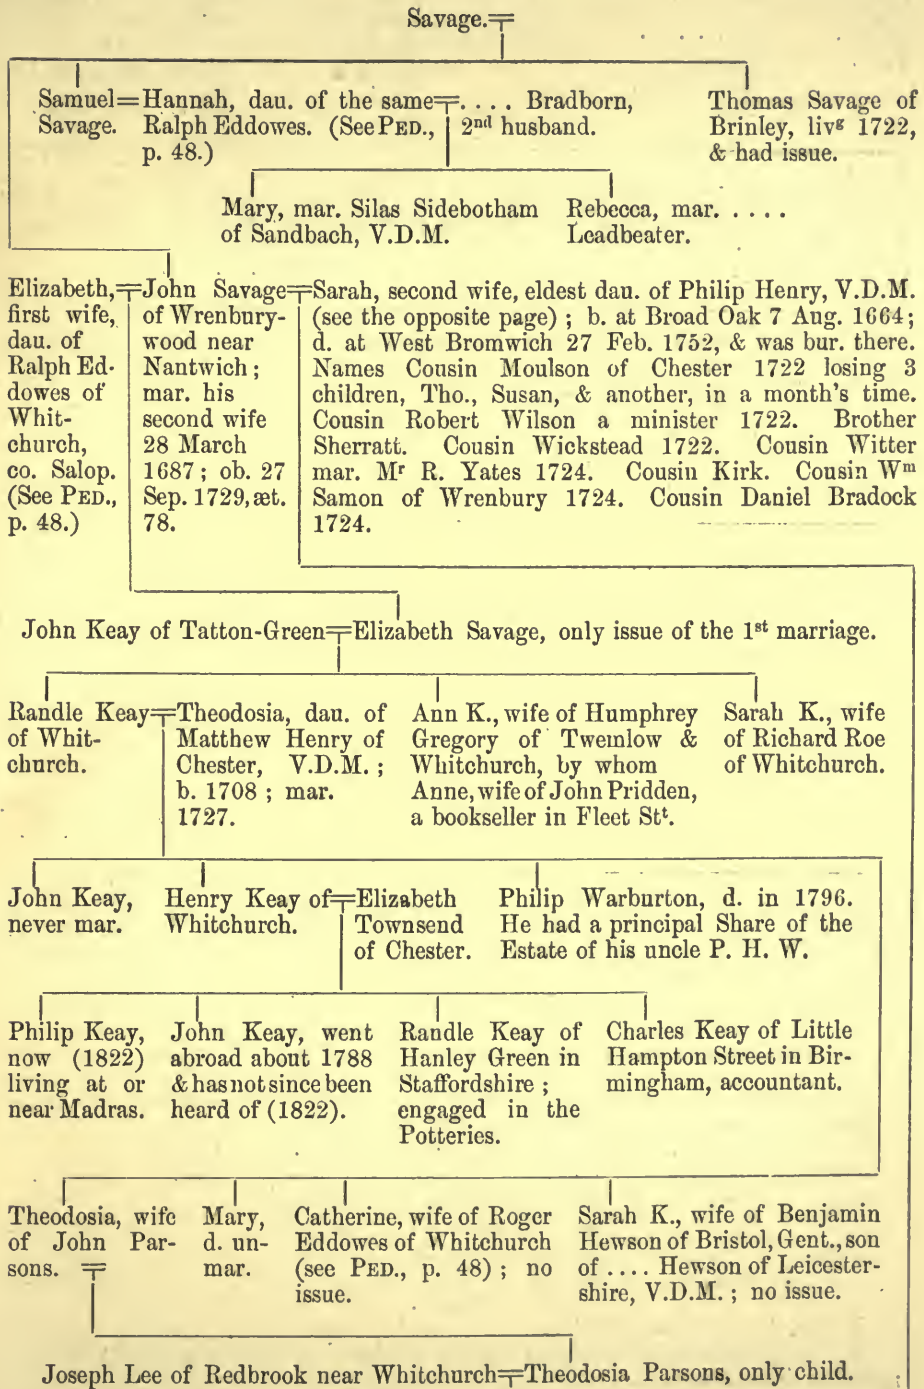 Savage.
Samuel = Hannah, dau. of the same = . . . . Bradborn,
Savage. Ralph Eddowes. (See PED., 2nd husband.
p. 48.)
Thomas Savage of
Brinley, livg 1722,
& had issue.
Mary, mar. Silas Sidebotham
of Sandbach, V.D.M.
Rebecca, mar. . . . .
Leadbeater.
Elizabeth,
first wife,
dau. of
Ralph Ed-
dowes of
Whit-
church,
co. Salop.
(See PED.,
p. 48.)
John Savage
of Wrenbury-
wood near
Nantwich ;
mar. his
second wife
28 March
1687 ; ob. 27
Sep. 1729, æt.
78.
Sarah, second wife, eldest dau. of Philip Henry, V.D.M.
(see the opposite page) ; b. at Broad Oak 7 Aug. 1664 ;
d. at West Bromwich 27 Feb. 1752, & was bur. there.
Names Cousin Moulson of Chester 1722 losing 3
children, Tho., Susan, & another, in a month's time.
Cousin Robert Wilson a minister 1722. Brother
Sherratt. Cousin Wickstead 1722. Cousin Witter
mar. Mr R. Yates 1724. Cousin Kirk. Cousin Wm
Samon of Wrenbury 1724. Cousin Daniel Bradock
1724.
John Keay of Tatton-Green = Elizabeth Savage, only issue of the 1st marriage.
Randle Keay
of Whit-
church.
Theodosia, dau. of
Matthew Henry of
Chester, V.D.M. ;
b. 1708 ; mar.
1727.
Ann K., wife of Humphrey
Gregory of Twemlow &
Whitchurch, by whom
Anne, wife of John Pridden,
a bookseller in Fleet Stt.
Sarah K., wife
of Richard Roe
of Whitchurch.
John Keay,
never mar.
Henry Keay of
Whitchurch.
Elizabeth
Townsend
of Chester.
Philip Warburton, d. in 1796.
He had a principal Share of the
Estate of his uncle P. H. W.
Philip Keay,
now (1822)
living at or
near Madras.
John Keay, went
abroad about 1788
& has not since been
heard of (1822).
Randle Keay of
Hanley Green in
Staffordshire ;
engaged in the
Potteries.
Charles Keay of Little
Hampton Street in Bir-
mingham, accountant.
Theodosia, wife
of John Par-
sons.
Mary,
d. un-
mar.
Catherine, wife of Roger
Eddowes of Whitchurch
(see PED., p. 48) ; no
issue.
Sarah K., wife of Benjamin
Hewson of Bristol, Gent., son
of . . . . Hewson of Leicester-
shire, V.D.M. ; no issue.
Joseph Lee of Redbrook near Whitchurch = Theodosia Parsons, only child.